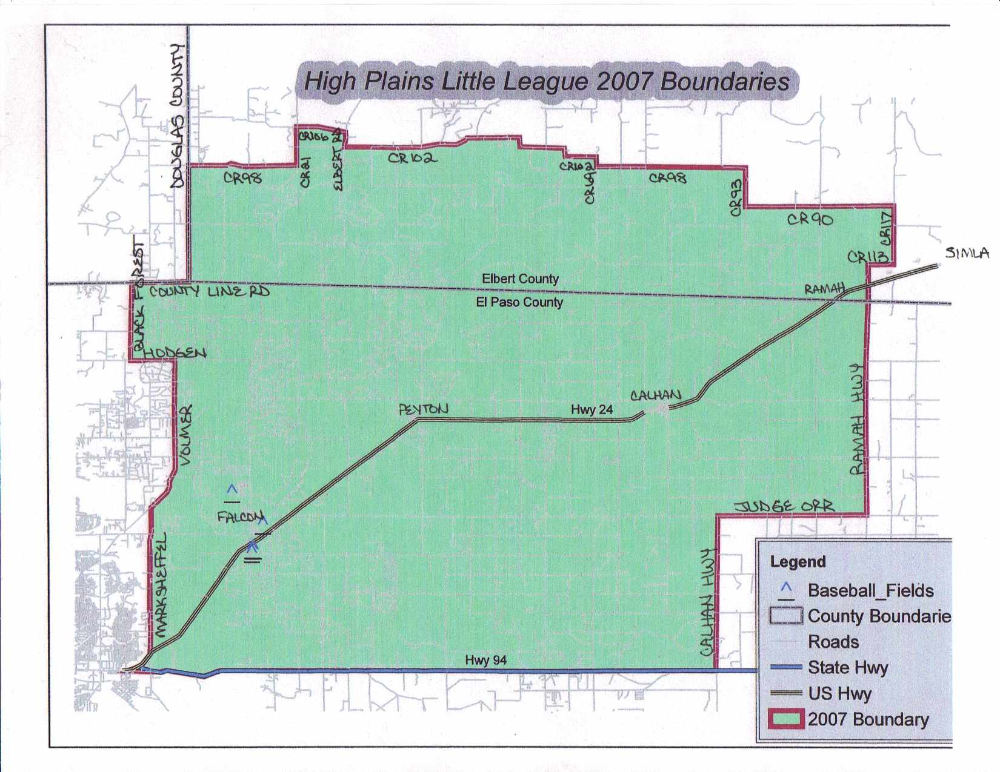 High Plains Little League 2007 Boundaries
DOUGLAS COUNTY
CR106
ELBERT RD
CR21
CR98
CR102
CR102
CR69
CR98
CR93
CR90
CR117
CR113
SIMLA
RAMAH
Elbert County
El Paso County
BLACK FOREST
COUNTY LINE RD
HODGEN
VOLMER
PEYTON
CALHAN
Hwy 24
RAMAH HWY
JUDGE ORR
FALCON
MARKSHEFFEL
CALHAN HWY
Hwy 94
Legend
Baseball_Fields
County Boundarie
Roads
State Hwy
US Hwy
2007 Boundary